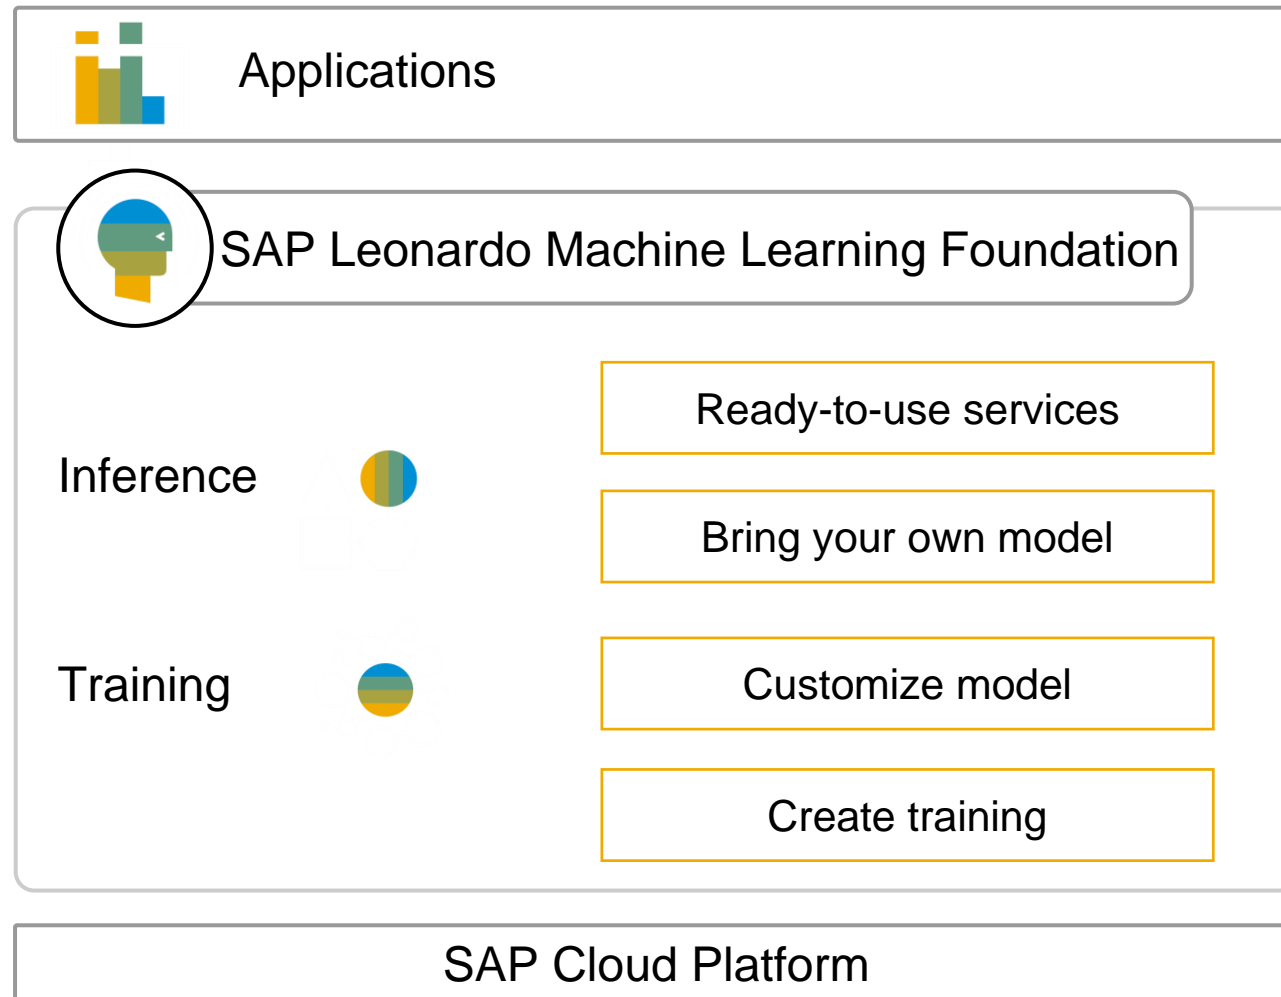 Applications
SAP Leonardo Machine Learning Foundation
Ready-to-use services
Inference
Bring your own model
Training
Customize model
Create training
SAP Cloud Platform